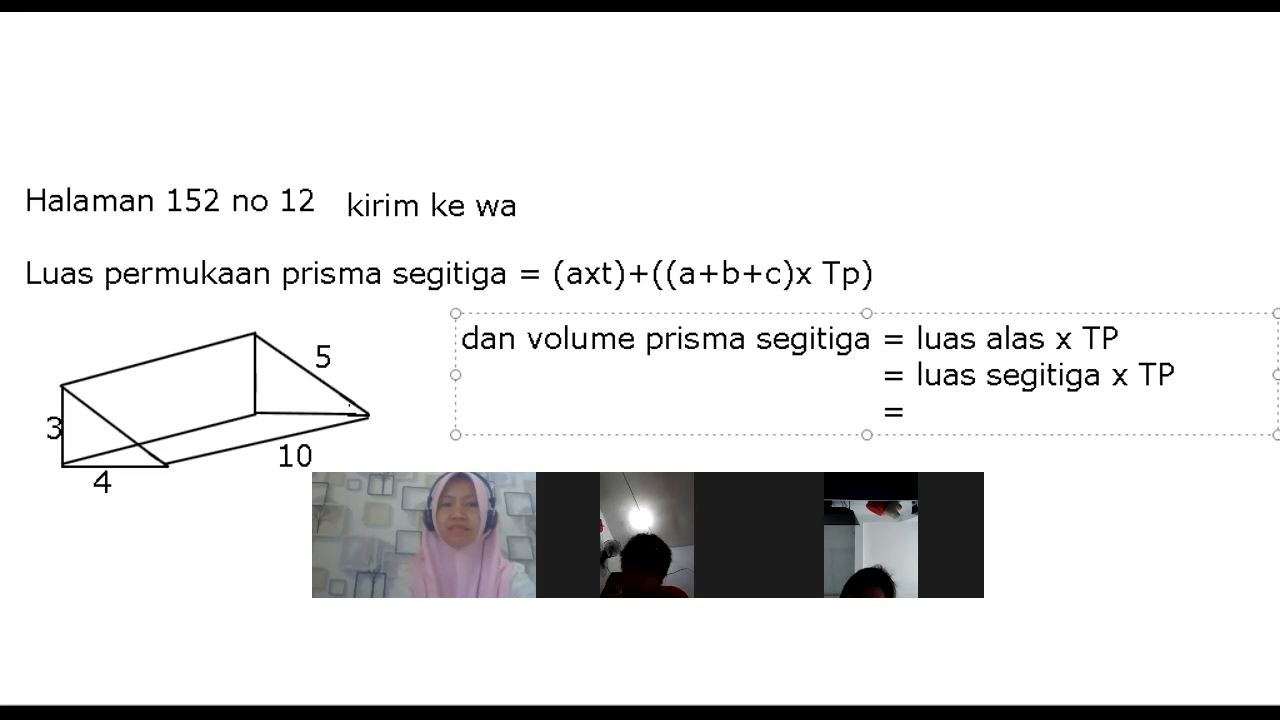 Halaman 152 no 12 kirim ke wa
Luas permukaan prisma segitiga = (axt)+((a+b+c)x Tp)
dan volume prisma segitiga = luas alas x TP
= luas segitiga x TP
=
5
3
10
4